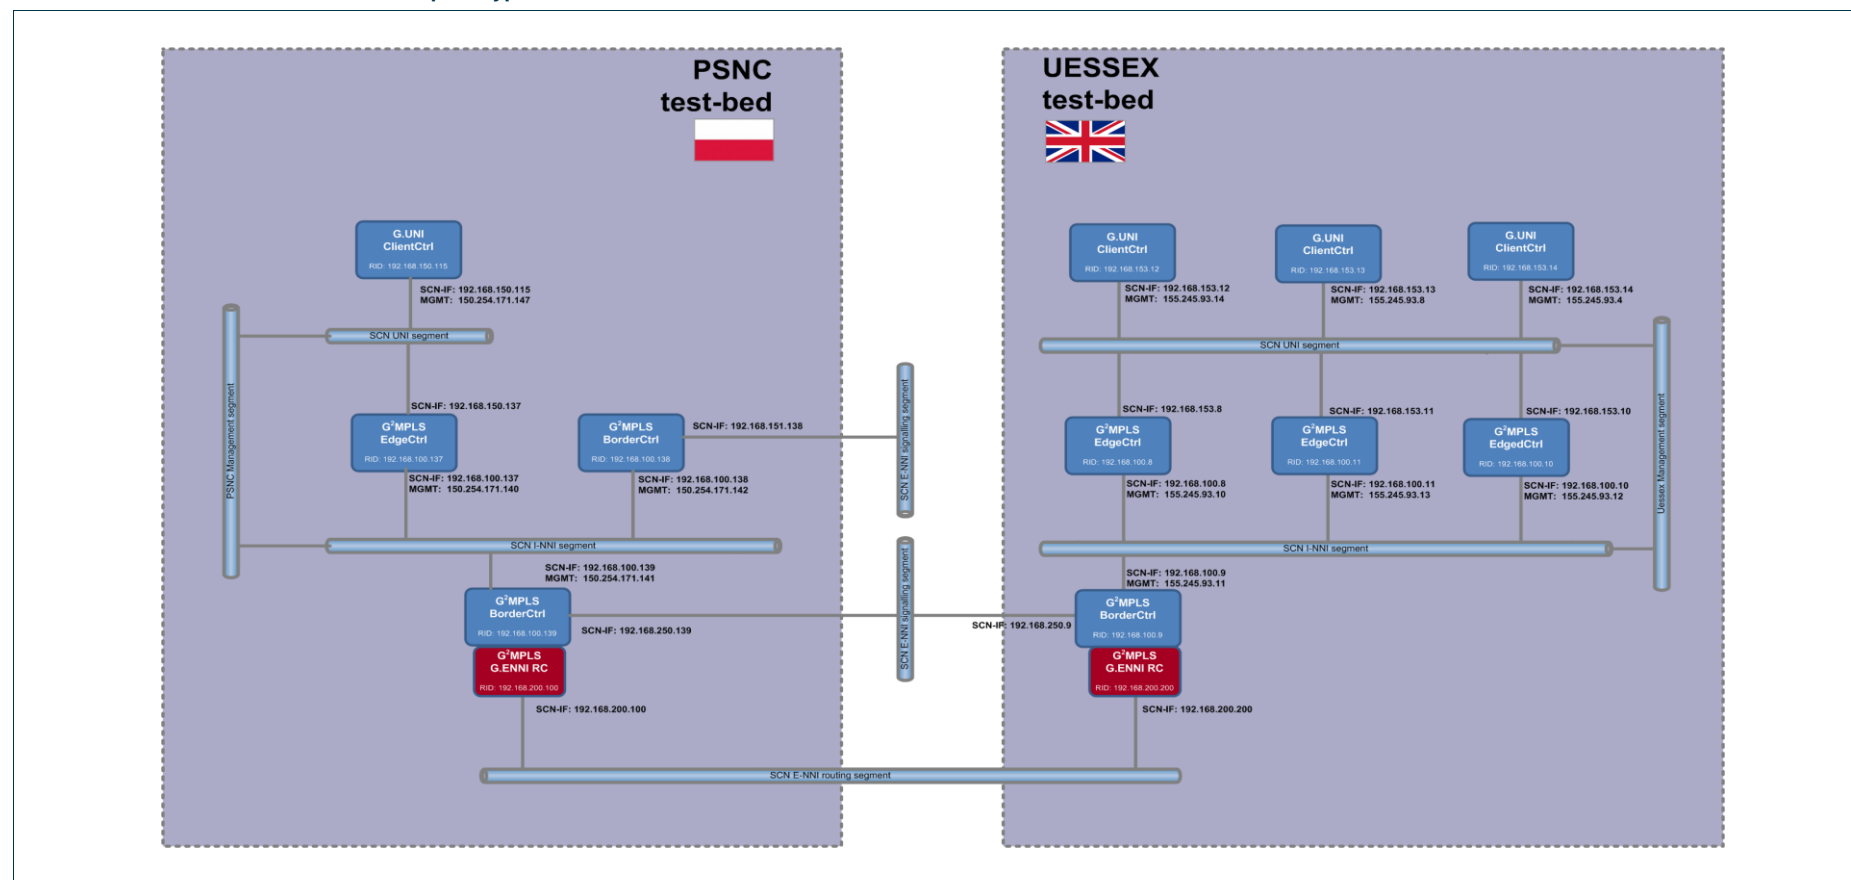 PSNC
test-bed
UESSEX
test-bed
G.UNI
ClientCtrl
RID: 192.168.150.115
SCN-IF: 192.168.150.115
MGMT: 150.254.171.147
SCN UNI segment
PSNC Management segment
SCN-IF: 192.168.150.137
G²MPLS
EdgeCtrl
RID: 192.168.100.137
SCN-IF: 192.168.100.137
MGMT: 150.254.171.140
G²MPLS
BorderCtrl
RID: 192.168.100.138
SCN-IF: 192.168.151.138
SCN-IF: 192.168.100.138
MGMT: 150.254.171.142
SCN I-NNI segment
SCN-IF: 192.168.100.139
MGMT: 150.254.171.141
G²MPLS
BorderCtrl
RID: 192.168.100.139
SCN-IF: 192.168.250.139
G²MPLS
G.ENNI RC
RID: 192.168.200.100
SCN-IF: 192.168.200.100
SCN E-NNI signalling segment
SCN E-NNI signalling segment
SCN E-NNI routing segment
G.UNI
ClientCtrl
RID: 192.168.153.12
SCN-IF: 192.168.153.12
MGMT: 155.245.93.14
G.UNI
ClientCtrl
RID: 192.168.153.13
SCN-IF: 192.168.153.13
MGMT: 155.245.93.8
G.UNI
ClientCtrl
RID: 192.168.153.14
SCN-IF: 192.168.153.14
MGMT: 155.245.93.4
SCN UNI segment
Uessex Management segment
SCN-IF: 192.168.153.8
G²MPLS
EdgeCtrl
RID: 192.168.100.8
SCN-IF: 192.168.100.8
MGMT: 155.245.93.10
SCN-IF: 192.168.153.11
G²MPLS
EdgeCtrl
RID: 192.168.100.11
SCN-IF: 192.168.100.11
MGMT: 155.245.93.13
SCN-IF: 192.168.153.10
G²MPLS
EdgedCtrl
RID: 192.168.100.10
SCN-IF: 192.168.100.10
MGMT: 155.245.93.12
SCN I-NNI segment
SCN-IF: 192.168.100.9
MGMT: 155.245.93.11
SCN-IF: 192.168.250.9
G²MPLS
BorderCtrl
RID: 192.168.100.9
G²MPLS
G.ENNI RC
RID: 192.168.200.200
SCN-IF: 192.168.200.200